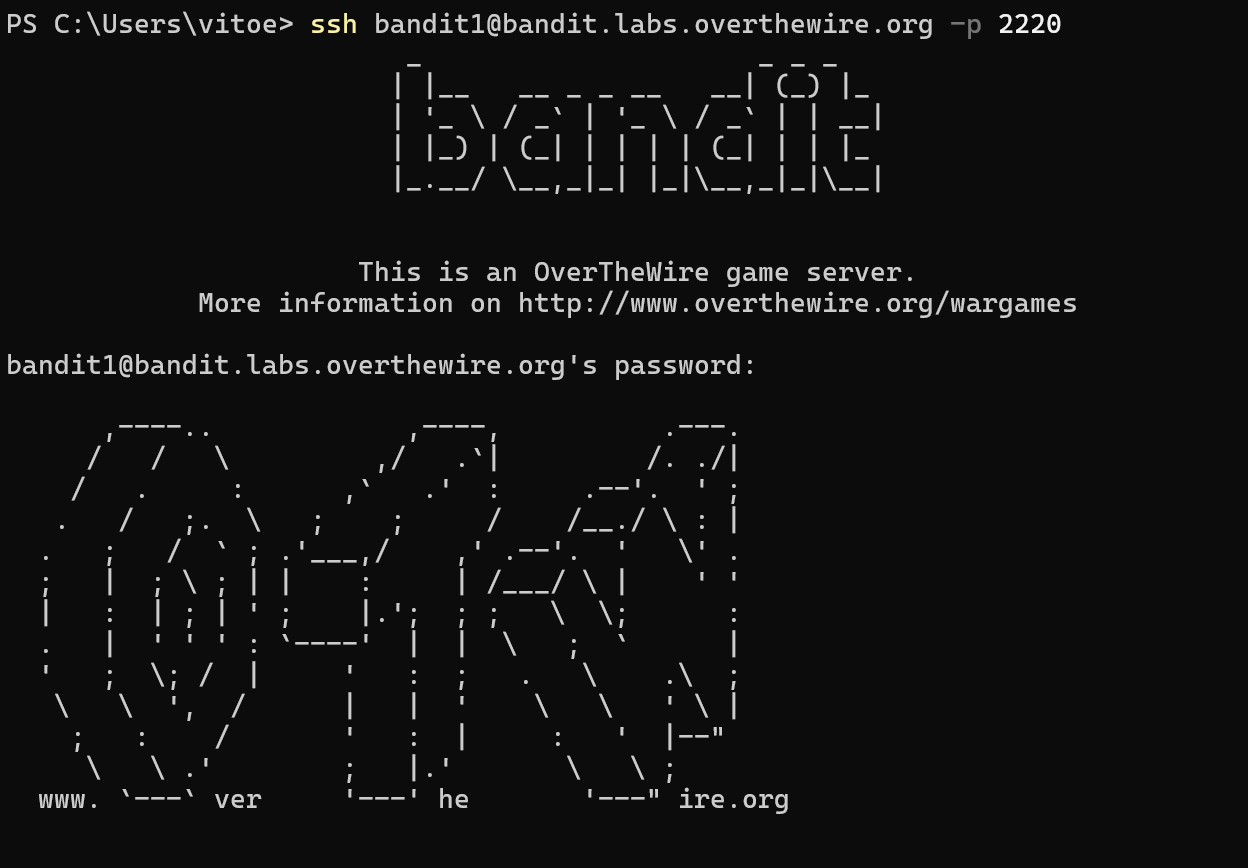 PS C:\Users\vitoe> ssh bandit1@bandit.labs.overthewire.org -p 2220
bandit
This is an OverTheWire game server.
More information on http://www.overthewire.org/wargames
bandit1@bandit.labs.overthewire.org's password:
www. ver he ire.org